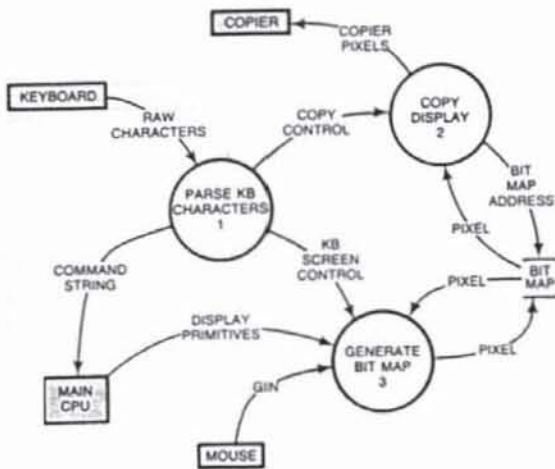 COPIER
COPIER
PIXELS
KEYBOARD
RAW
CHARACTERS
COPY
CONTROL
COPY
DISPLAY
2
PARSE KB
CHARACTERS
1
BIT
MAP
ADDRESS
PIXEL
KB
SCREEN
CONTROL
COMMAND
STRING
BIT
MAP
PIXEL
DISPLAY
PRIMITIVES
GENERATE
BIT MAP
3
PIXEL
MAIN
CPU
GIN
MOUSE